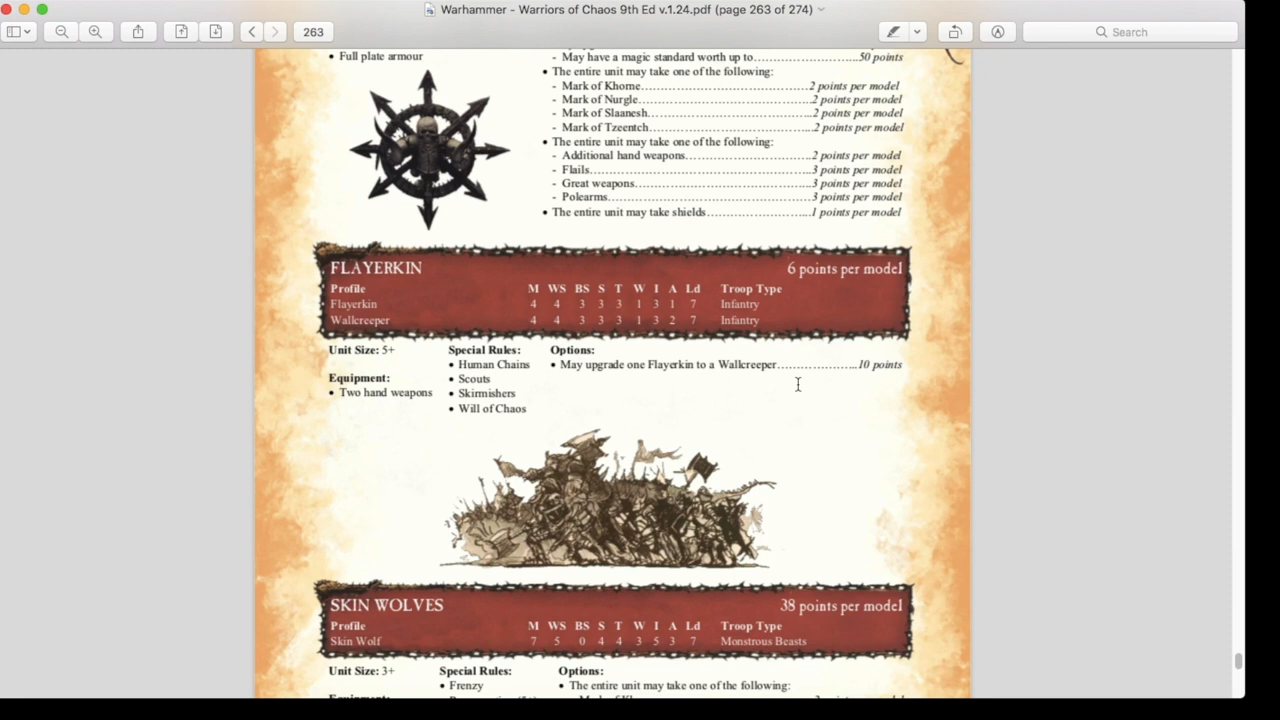 Warhammer - Warriors of Chaos 9th Ed v.1.24.pdf (page 263 of 274)
263
Search
• Full plate armour
- May have a magic standard worth up to…………………...50 points
• The entire unit may take one of the following:
- Mark of Khorne…………………………………2 points per model
- Mark of Nurgle…………………………………..2 points per model
- Mark of Slaanesh………………………………...2 points per model
- Mark of Tzeentch………………………………...2 points per model
• The entire unit may take one of the following:
- Additional hand weapons………………………..2 points per model
- Flails……………………………………………..3 points per model
- Great weapons…………………………………...3 points per model
- Polearms………………………………………...3 points per model
• The entire unit may take shields……………………...1 points per model
FLAYERKIN 6 points per model
Profile M WS BS S T W I A Ld Troop Type
Flayerkin 4 4 3 3 3 1 3 1 7 Infantry
Wallcreeper 4 4 3 3 3 1 3 2 7 Infantry
Unit Size: 5+
Equipment:
• Two hand weapons
Special Rules:
• Human Chains
• Scouts
• Skirmishers
• Will of Chaos
Options:
• May upgrade one Flayerkin to a Wallcreeper………………...10 points
SKIN WOLVES 38 points per model
Profile M WS BS S T W I A Ld Troop Type
Skin Wolf 7 5 0 4 4 3 5 3 7 Monstrous Beasts
Unit Size: 3+
Special Rules:
• Frenzy
Options:
• The entire unit may take one of the following: